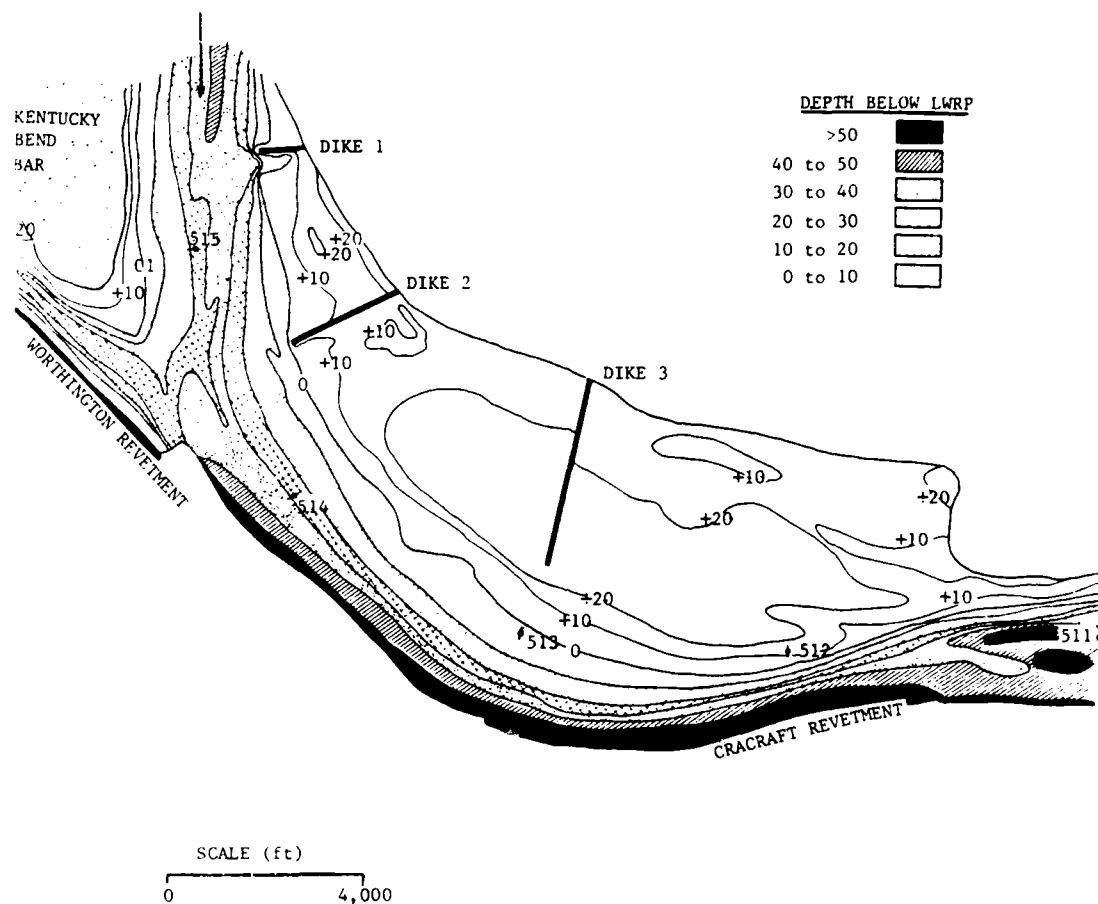 KENTUCKY
BEND
BAR
DIKE 1
DEPTH BELOW LWRP
>50
40 to 50
30 to 40
20 to 30
10 to 20
0 to 10
20
515
+20
+20
01
+10
+10
DIKE 2
+10
+10
0
DIKE 3
WORTHINGTON REVETMENT
514
+10
+20
+20
+10
+20
+10
+10
513
0
512
511
CRACRAFT REVETMENT
SCALE (ft)
0 4,000